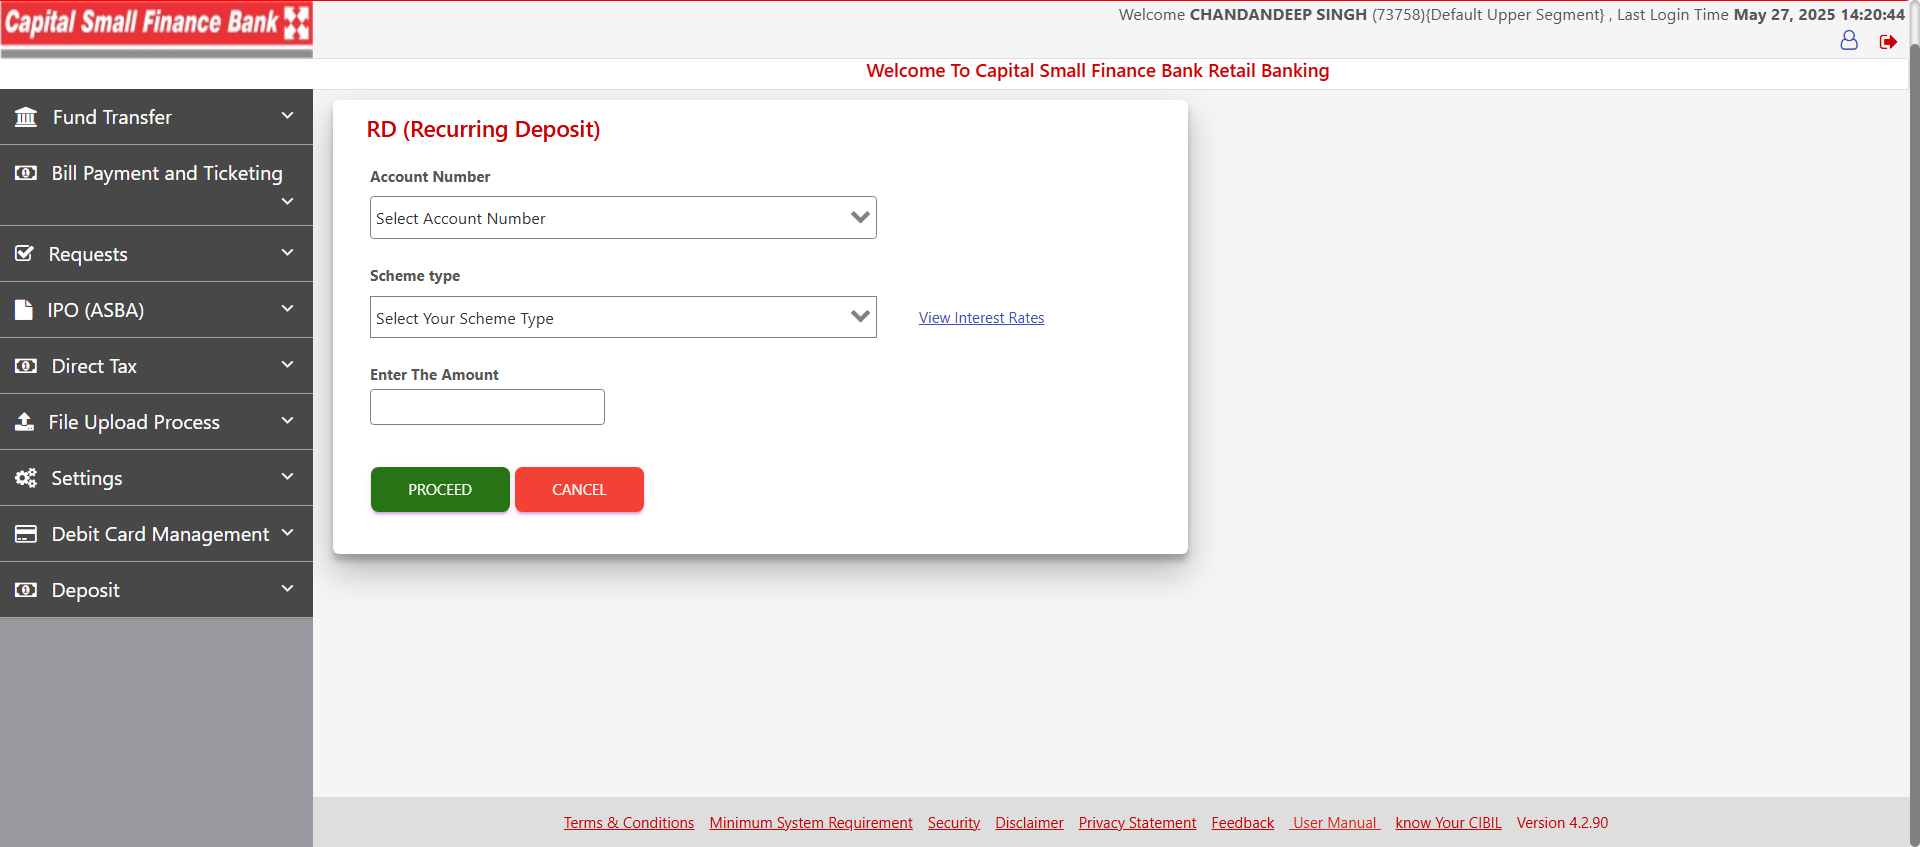 Capital Small Finance Bank
Welcome CHANDANDEEP SINGH (73758){Default Upper Segment} , Last Login Time May 27, 2025 14:20:44
Welcome To Capital Small Finance Bank Retail Banking
Fund Transfer
Bill Payment and Ticketing
Requests
IPO (ASBA)
Direct Tax
File Upload Process
Settings
Debit Card Management
Deposit
RD (Recurring Deposit)
Account Number
Select Account Number
Scheme type
Select Your Scheme Type
View Interest Rates
Enter The Amount
PROCEED CANCEL
Terms & Conditions Minimum System Requirement Security Disclaimer Privacy Statement Feedback User Manual know Your CIBIL Version 4.2.90